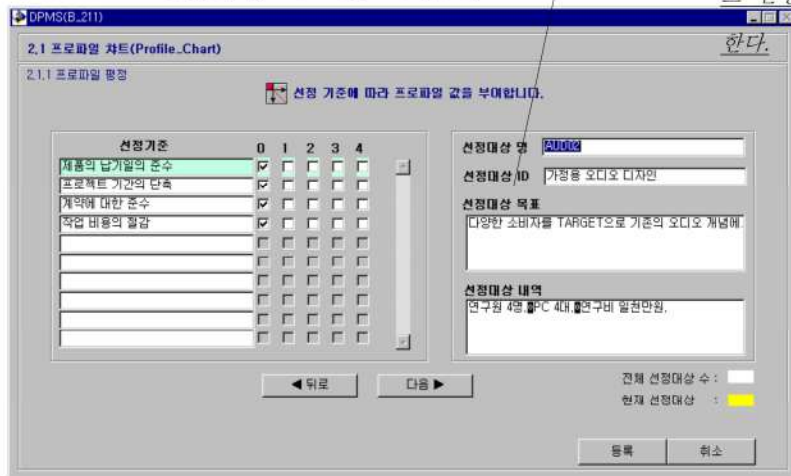 DPMS(B_211)
한다.
2.1 프로파일 챠트(Profile_Chart)
2.1.1 프로파일 평정
선정 기준에 따라 프로파일 값을 부여합니다.
선정기준 0 1 2 3 4
제품의 납기일의 준수
프로젝트 기간의 단축
계약에 대한 준수
작업 비용의 절감
선정대상 명 AUD02
선정대상 ID 가정용 오디오 디자인
선정대상 목표
다양한 소비자를 TARGET으로 기존의 오디오 개념에
선정대상 내역
연구원 4명, PC 4대, 연구비 일천만원,
◀ 뒤로
다음 ▶
전체 선정대상 수 :
현재 선정대상 :
등록
취소